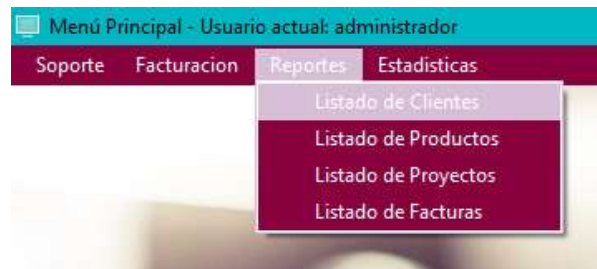 Menú Principal - Usuario actual: administrador
Soporte Facturacion Reportes Estadisticas
Listado de Clientes
Listado de Productos
Listado de Proyectos
Listado de Facturas